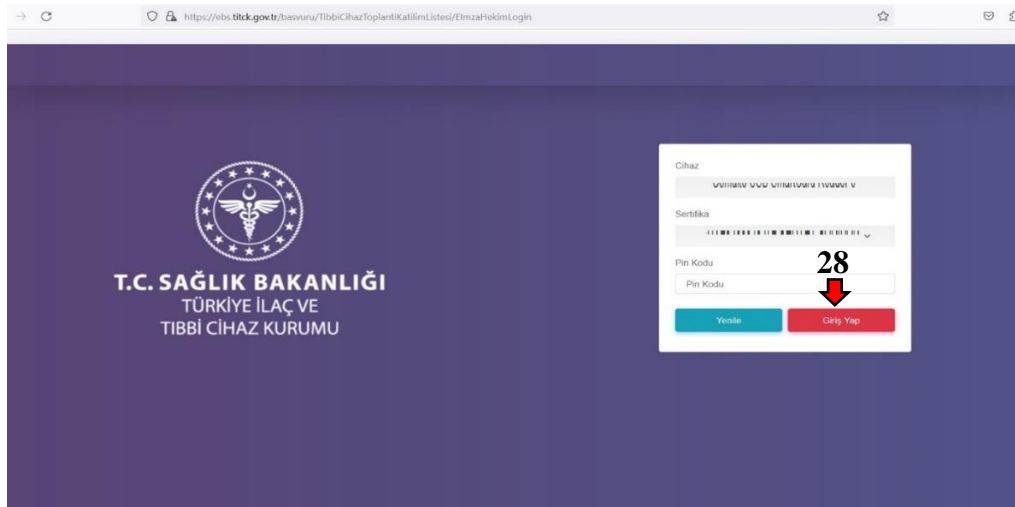 https://ebs.titck.gov.tr/basvuru/TibbiCihazToplantiKatilimListesi/EImzaHekimLogin
T.C. SAĞLIK BAKANLIĞI
TÜRKİYE İLAÇ VE
TIBBİ CİHAZ KURUMU
Cihaz
Sertifika
Pin Kodu
28
Pin Kodu
Yenile
Giriş Yap